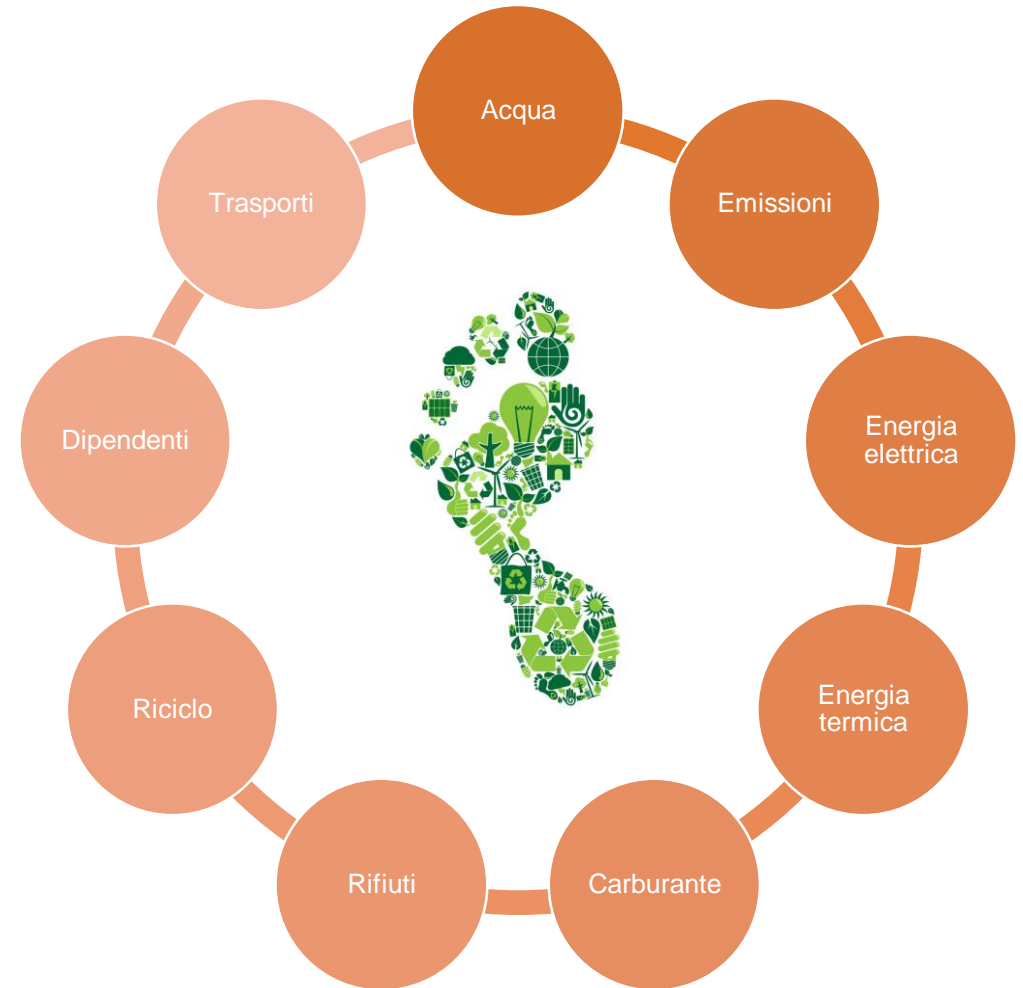 Acqua
Emissioni
Energia
elettrica
Energia
termica
Carburante
Rifiuti
Riciclo
Dipendenti
Trasporti